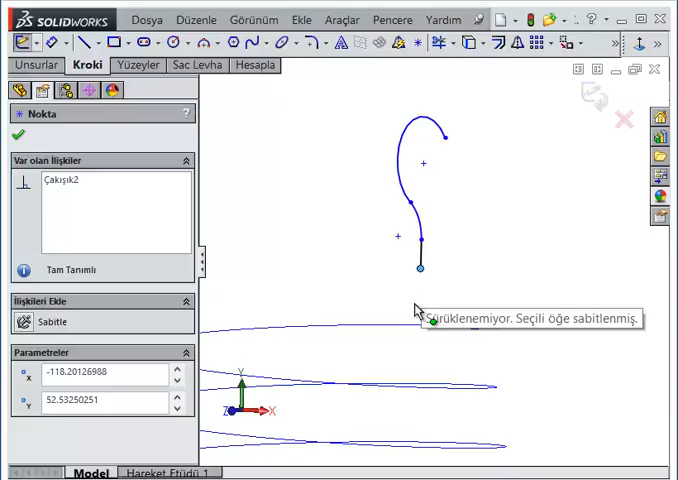 SOLIDWORKS Dosya Düzenle Görünüm Ekle Araçlar Pencere Yardım
Unsurlar Kroki Yüzeyler Sac Levha Hesapla
Nokta ?
Var olan İlişkiler
Çakışık2
Tam Tanımlı
İlişkileri Ekle
Sabitle
Parametreler
X -118.20126988
Y 52.53250251
Sürüklenemiyor. Seçili öğe sabitlenmiş.
Y
Z X
Model Hareket Etüdü 1